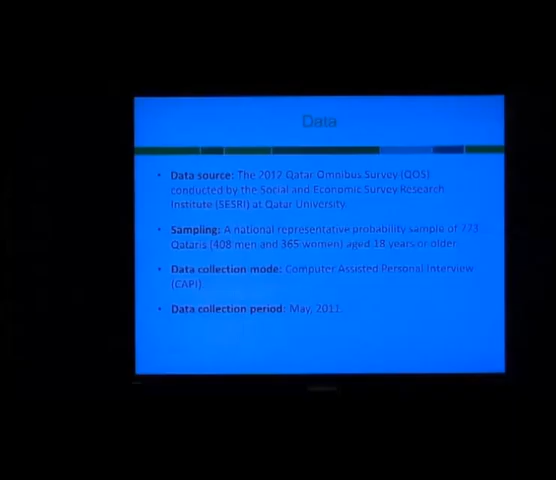 Data
• Data source: The 2012 Qatar Omnibus Survey (QOS)
conducted by the Social and Economic Survey Research
Institute (SESRI) at Qatar University.
• Sampling: A national representative probability sample of 773
Qataris (408 men and 365 women) aged 18 years or older
• Data collection mode: Computer Assisted Personal Interview
(CAPI)
• Data collection period: May, 2011.